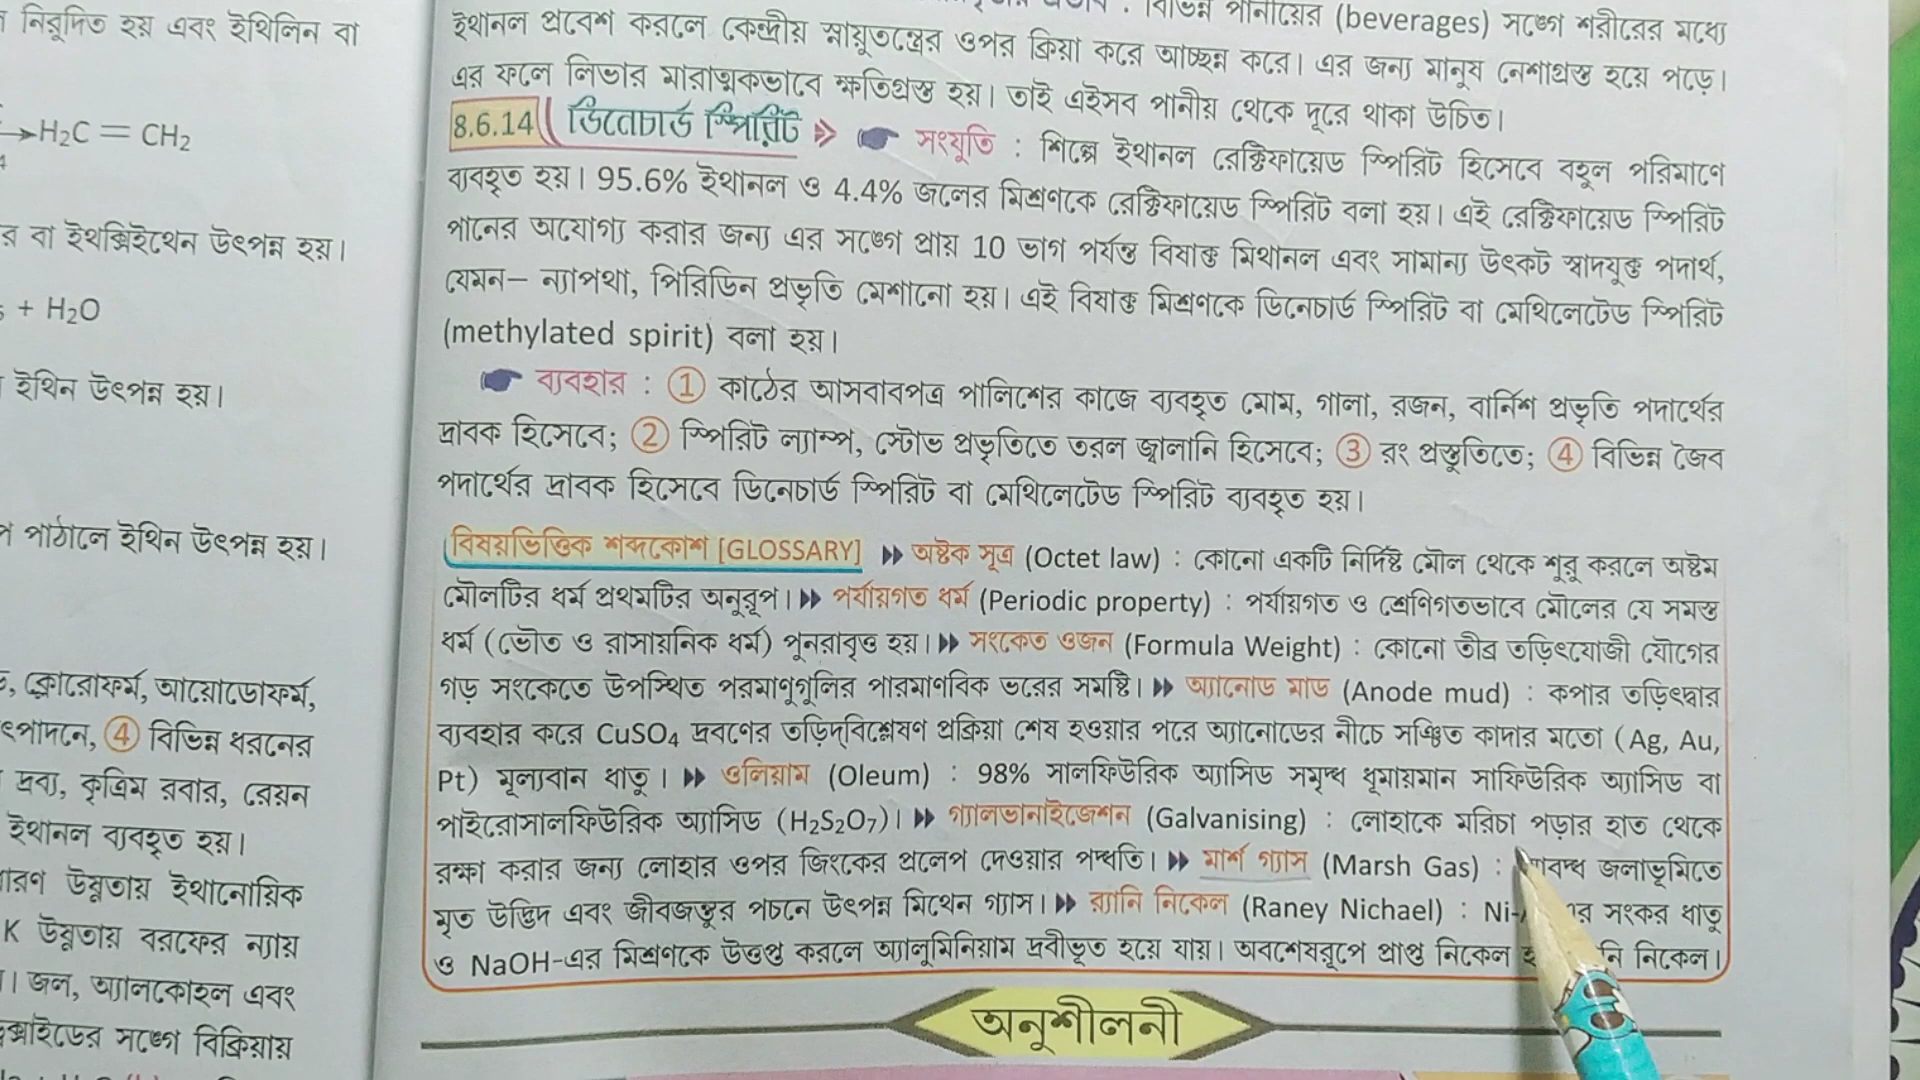 নিরূদিত হয় এবং ইথিলিন বা
H₂C = CH₂
বা ইথক্সিইথেন উৎপন্ন হয়।
+ H₂O
ইথিন উৎপন্ন হয়।
পাঠালে ইথিন উৎপন্ন হয়।
ক্লোরোফর্ম, আয়োডোফর্ম,
④ বিভিন্ন ধরনের
দ্রব্য, কৃত্রিম রবার, রেয়ন
ইথানল ব্যবহৃত হয়।
উষ্ণতায় ইথানোয়িক
K উষ্ণতায় বরফের ন্যায়
। জল, অ্যালকোহল এবং
সঙ্গে বিক্রিয়ায়
: বিভিন্ন পানীয়ের (beverages) সঙ্গে শরীরের মধ্যে
ইথানল প্রবেশ করলে কেন্দ্রীয় স্নায়ুতন্ত্রের ওপর ক্রিয়া করে আচ্ছন্ন করে। এর জন্য মানুষ নেশাগ্রস্ত হয়ে পড়ে।
এর ফলে লিভার মারাত্মকভাবে ক্ষতিগ্রস্ত হয়। তাই এইসব পানীয় থেকে দূরে থাকা উচিত।
8.6.14 ডিনেচার্ড স্পিরিট » ☛ সংযুতি : শিল্পে ইথানল রেক্টিফায়েড স্পিরিট হিসেবে বহুল পরিমাণে
ব্যবহৃত হয়। 95.6% ইথানল ও 4.4% জলের মিশ্রণকে রেক্টিফায়েড স্পিরিট বলা হয়। এই রেক্টিফায়েড স্পিরিট
পানের অযোগ্য করার জন্য এর সঙ্গে প্রায় 10 ভাগ পর্যন্ত বিষাক্ত মিথানল এবং সামান্য উৎকট স্বাদযুক্ত পদার্থ,
যেমন– ন্যাপথা, পিরিডিন প্রভৃতি মেশানো হয়। এই বিষাক্ত মিশ্রণকে ডিনেচার্ড স্পিরিট বা মেথিলেটেড স্পিরিট
(methylated spirit) বলা হয়।
☛ ব্যবহার : ① কাঠের আসবাবপত্র পালিশের কাজে ব্যবহৃত মোম, গালা, রজন, বার্নিশ প্রভৃতি পদার্থের
দ্রাবক হিসেবে; ② স্পিরিট ল্যাম্প, স্টোভ প্রভৃতিতে তরল জ্বালানি হিসেবে; ③ রং প্রস্তুতিতে; ④ বিভিন্ন জৈব
পদার্থের দ্রাবক হিসেবে ডিনেচার্ড স্পিরিট বা মেথিলেটেড স্পিরিট ব্যবহৃত হয়।
বিষয়ভিত্তিক শব্দকোশ [GLOSSARY] ▸▸ অষ্টক সূত্র (Octet law) : কোনো একটি নির্দিষ্ট মৌল থেকে শুরু করলে অষ্টম
মৌলটির ধর্ম প্রথমটির অনুরূপ। ▸▸ পর্যায়গত ধর্ম (Periodic property) : পর্যায়গত ও শ্রেণিগতভাবে মৌলের যে সমস্ত
ধর্ম (ভৌত ও রাসায়নিক ধর্ম) পুনরাবৃত্ত হয়। ▸▸ সংকেত ওজন (Formula Weight) : কোনো তীব্র তড়িৎযোজী যৌগের
গড় সংকেতে উপস্থিত পরমাণুগুলির পারমাণবিক ভরের সমষ্টি। ▸▸ অ্যানোড মাড (Anode mud) : কপার তড়িৎদ্বার
ব্যবহার করে CuSO₄ দ্রবণের তড়িদ্‌বিশ্লেষণ প্রক্রিয়া শেষ হওয়ার পরে অ্যানোডের নীচে সঞ্চিত কাদার মতো (Ag, Au,
Pt) মূল্যবান ধাতু। ▸▸ ওলিয়াম (Oleum) : 98% সালফিউরিক অ্যাসিড সমৃদ্ধ ধূমায়মান সাফিউরিক অ্যাসিড বা
পাইরোসালফিউরিক অ্যাসিড (H₂S₂O₇)। ▸▸ গ্যালভানাইজেশন (Galvanising) : লোহাকে মরিচা পড়ার হাত থেকে
রক্ষা করার জন্য লোহার ওপর জিংকের প্রলেপ দেওয়ার পদ্ধতি। ▸▸ মার্শ গ্যাস (Marsh Gas) : জলাভূমিতে
মৃত উদ্ভিদ এবং জীবজন্তুর পচনে উৎপন্ন মিথেন গ্যাস। ▸▸ র‍্যানি নিকেল (Raney Nichael) : Ni- সংকর ধাতু
ও NaOH-এর মিশ্রণকে উত্তপ্ত করলে অ্যালুমিনিয়াম দ্রবীভূত হয়ে যায়। অবশেষরূপে প্রাপ্ত নিকেল নিকেল।
অনুশীলনী